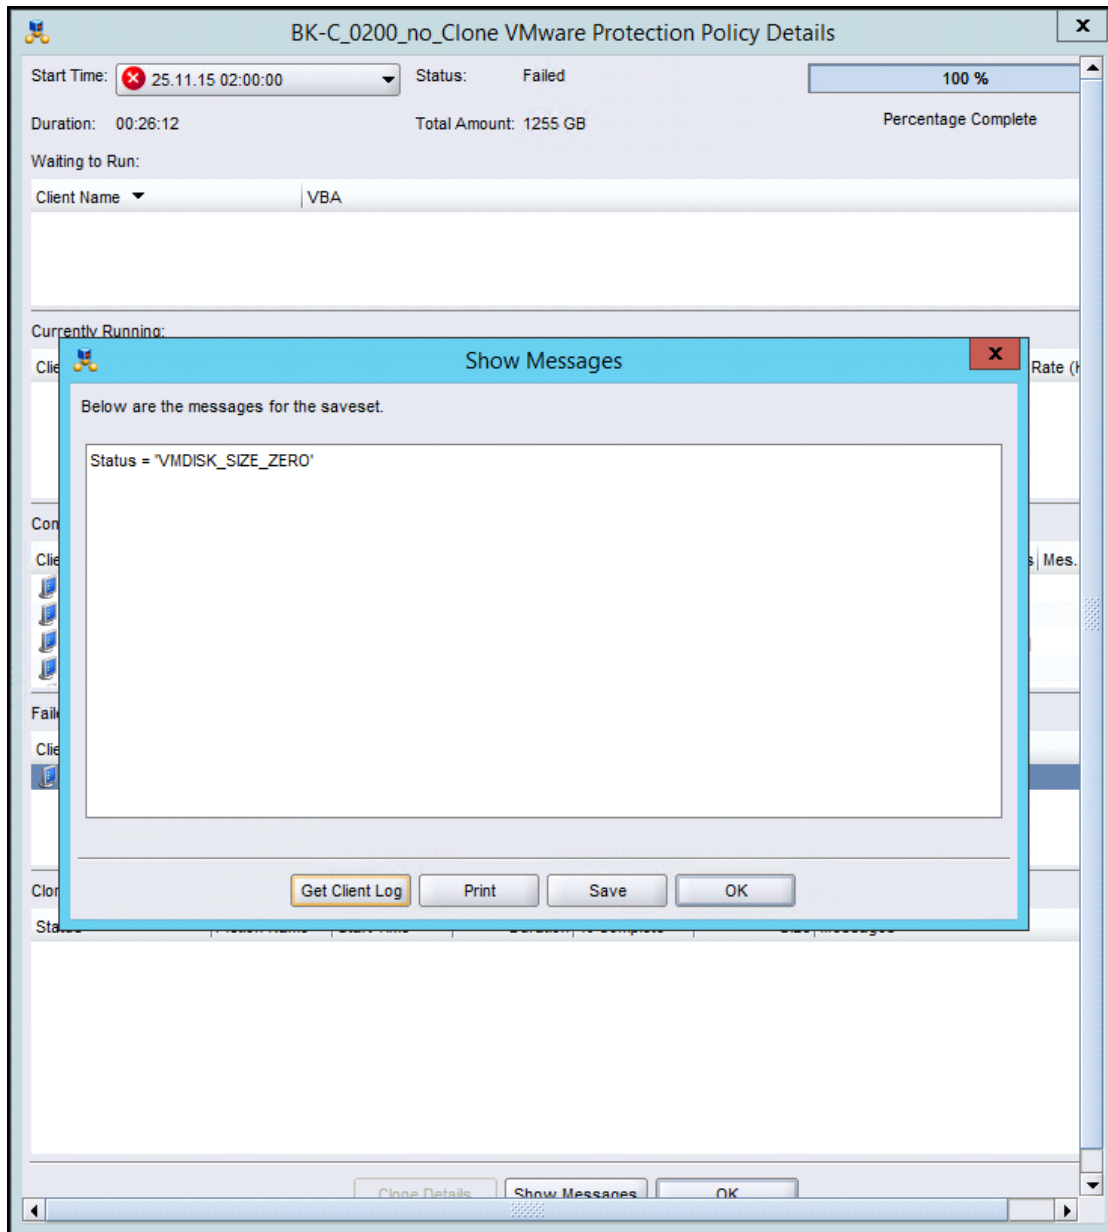 BK-C_0200_no_Clone VMware Protection Policy Details
x
Start Time: 25.11.15 02:00:00 Status: Failed 100 %
Duration: 00:26:12 Total Amount: 1255 GB Percentage Complete
Waiting to Run:
Client Name VBA
Currently Running:
Show Messages
x
Rate
Below are the messages for the saveset.
Status = 'VMDISK_SIZE_ZERO'
Mes.
Get Client Log Print Save OK
Clone Details Show Messages OK